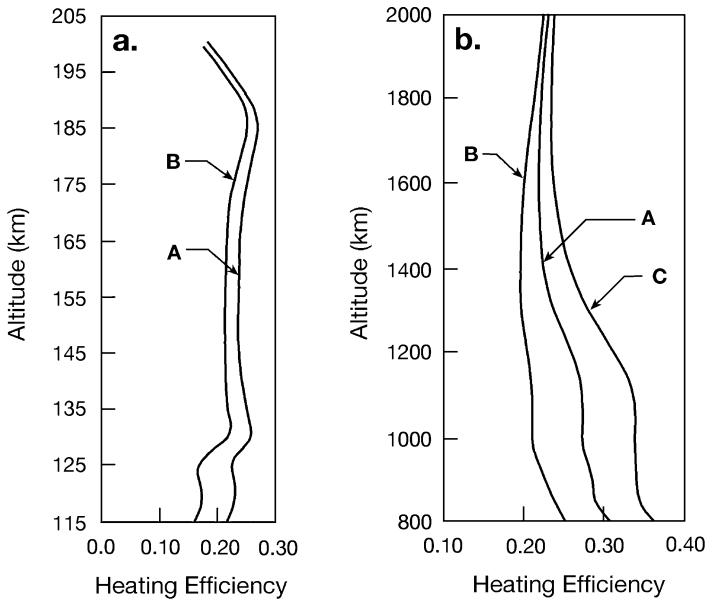 a.
205
195
185
175
165
155
145
135
125
115
Altitude (km)
B
A
0.0 0.10 0.20 0.30
Heating Efficiency
b.
2000
1800
1600
1400
1200
1000
800
Altitude (km)
B
A
C
0.10 0.20 0.30 0.40
Heating Efficiency